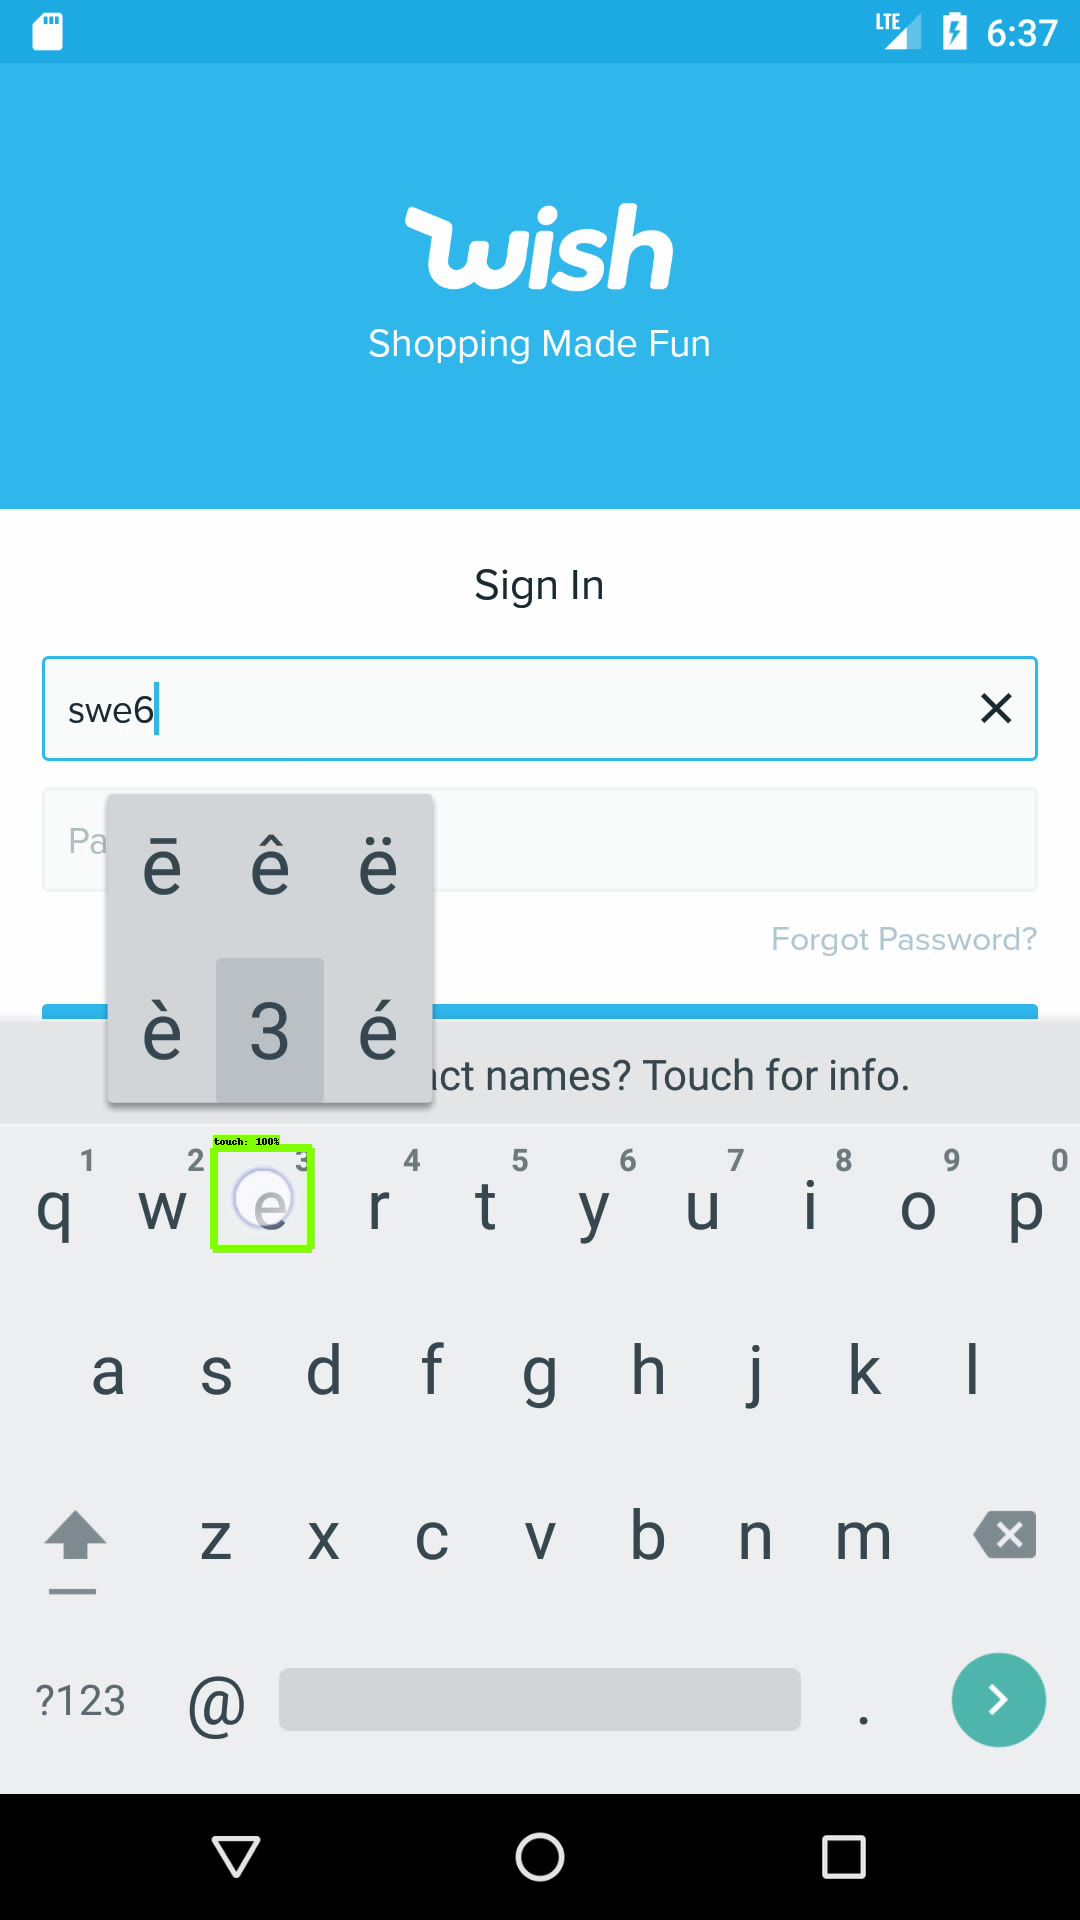 LTE 6:37
wish
Shopping Made Fun
Sign In
swe6
Pa
Forgot Password?
ē ê ë
è 3 é
names? Touch for info.
touch: 100%
1 2 3 4 5 6 7 8 9 0
q w e r t y u i o p
a s d f g h j k l
z x c v b n m
?123 @ .